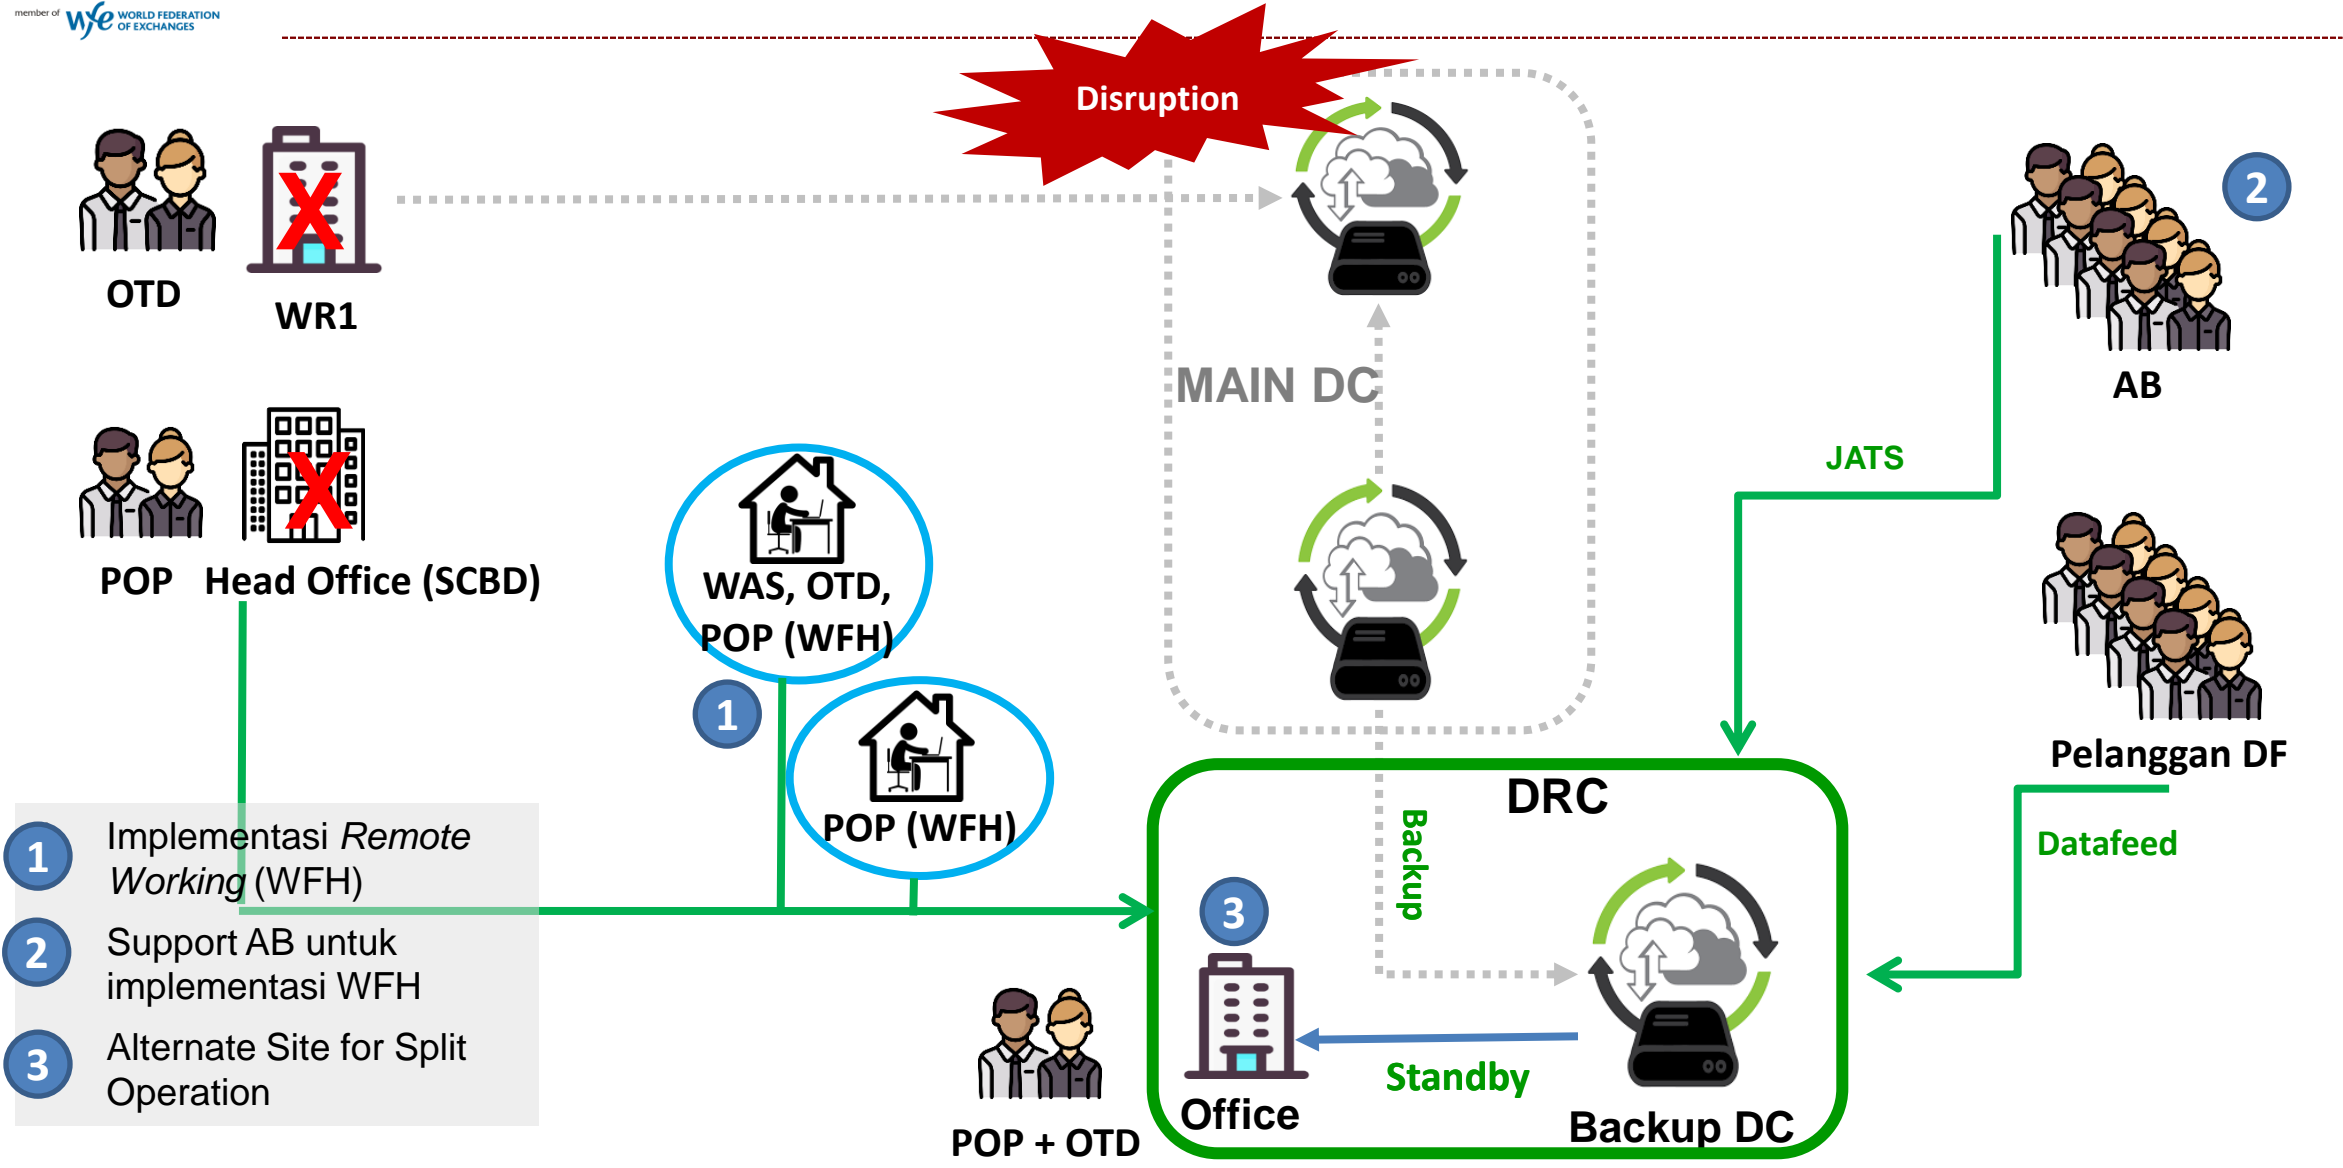 member of wfe WORLD FEDERATION
OF EXCHANGES
Disruption
2
X
OTD
WR1
MAIN DC
AB
JATS
X
POP
Head Office (SCBD)
WAS, OTD,
POP (WFH)
1
POP (WFH)
Pelanggan DF
Datafeed
DRC
Backup
3
Standby
Office
Backup DC
POP + OTD
1 Implementasi Remote
Working (WFH)
2 Support AB untuk
implementasi WFH
3 Alternate Site for Split
Operation